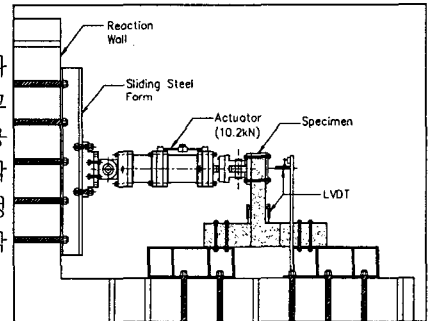 Reaction
Wall
Sliding Steel
Form
Actuator
(10.2kN)
Specimen
LVDT